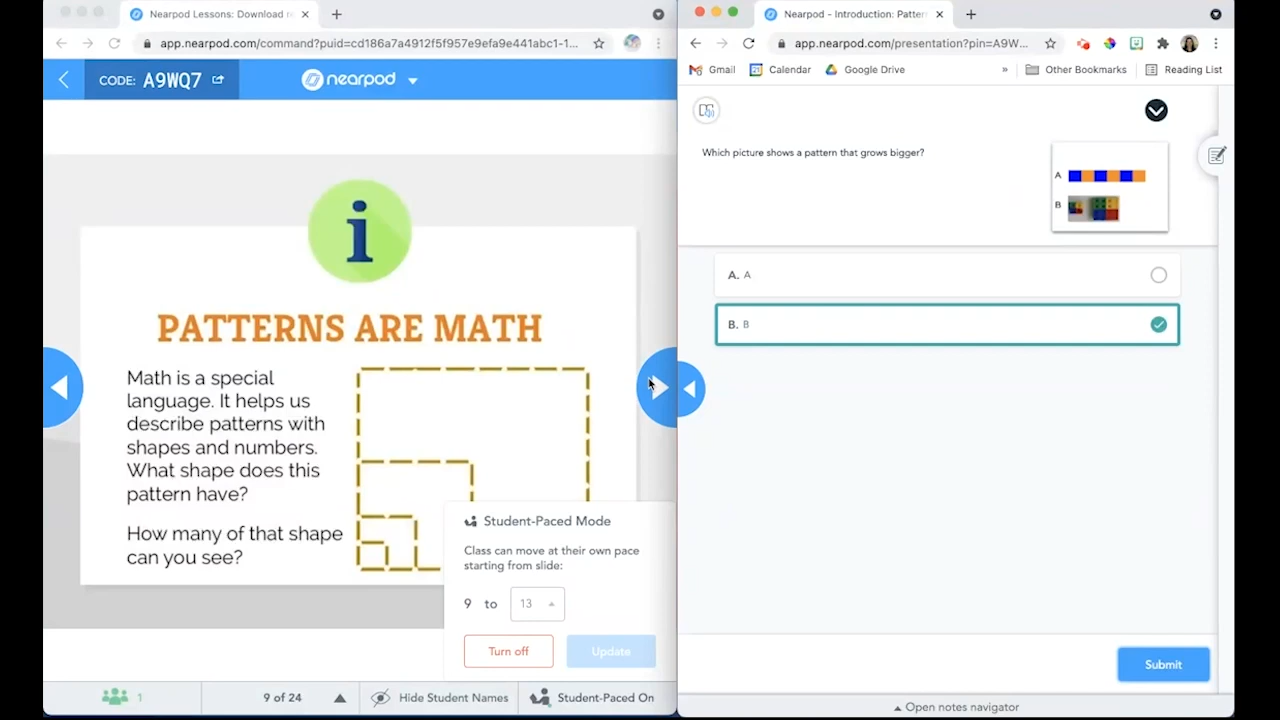 Nearpod Lessons: Download r
app.nearpod.com/command?puid=cd186a7a4912f5f957e9efa9e441abc1-1...
CODE: A9WQ7
nearpod
i
PATTERNS ARE MATH
Math is a special
language. It helps us
describe patterns with
shapes and numbers.
What shape does this
pattern have?
How many of that shape
can you see?
Student-Paced Mode
Class can move at their own pace
starting from slide:
9 to 13
Turn off
Update
1
9 of 24
Hide Student Names
Student-Paced On
Nearpod - Introduction: Patter
app.nearpod.com/presentation?pin=A9W...
Gmail
Calendar
Google Drive
»
Other Bookmarks
Reading List
Which picture shows a pattern that grows bigger?
A
B
A. A
B. B
Submit
Open notes navigator